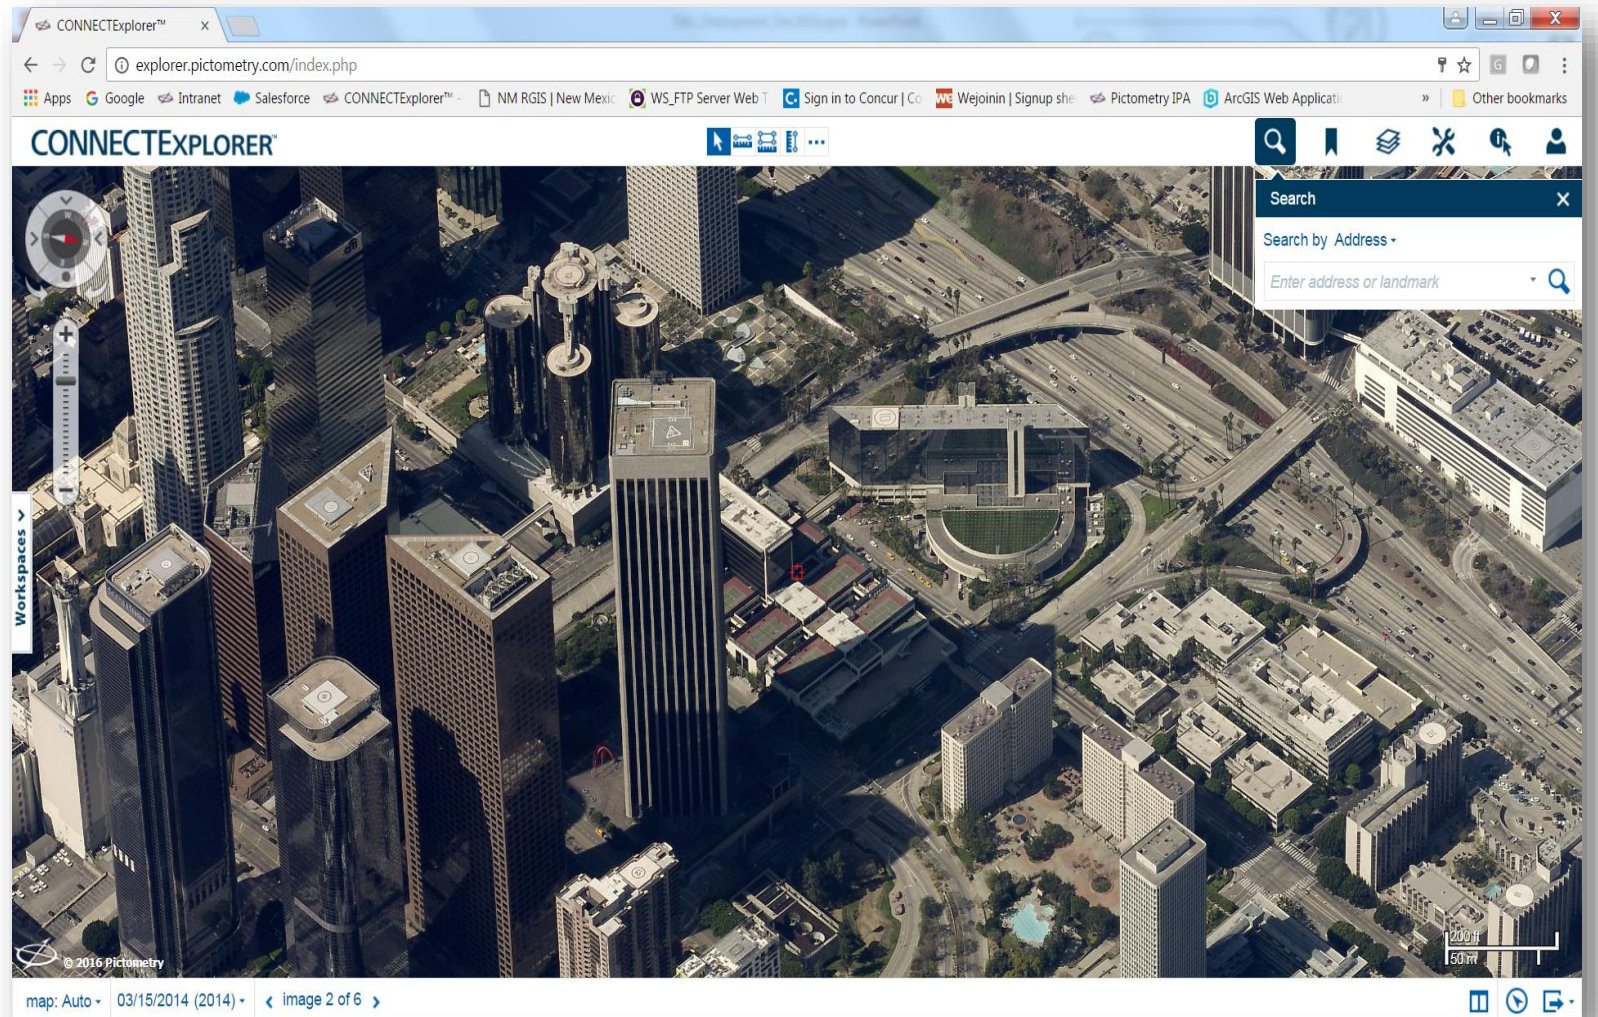 CONNECTExplorer™
explorer.pictometry.com/index.php
Apps Google Intranet Salesforce CONNECTExplorer™ - NM RGIS | New Mexic WS_FTP Server Web T Sign in to Concur | Co Wejoinin | Signup she Pictometry IPA ArcGIS Web Applicati » Other bookmarks
CONNECTEXPLORER™
Search
Search by Address
Enter address or landmark
Workspaces
200 ft
50 m
© 2016 Pictometry
map: Auto 03/15/2014 (2014) image 2 of 6